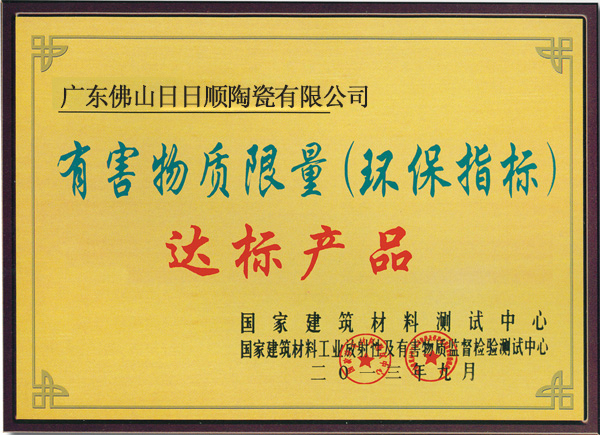 广东佛山日日顺陶瓷有限公司
有害物质限量(环保指标)
达标产品
国家建筑材料测试中心
国家建筑材料工业放射性及有害物质监督检验测试中心
二〇一三年九月